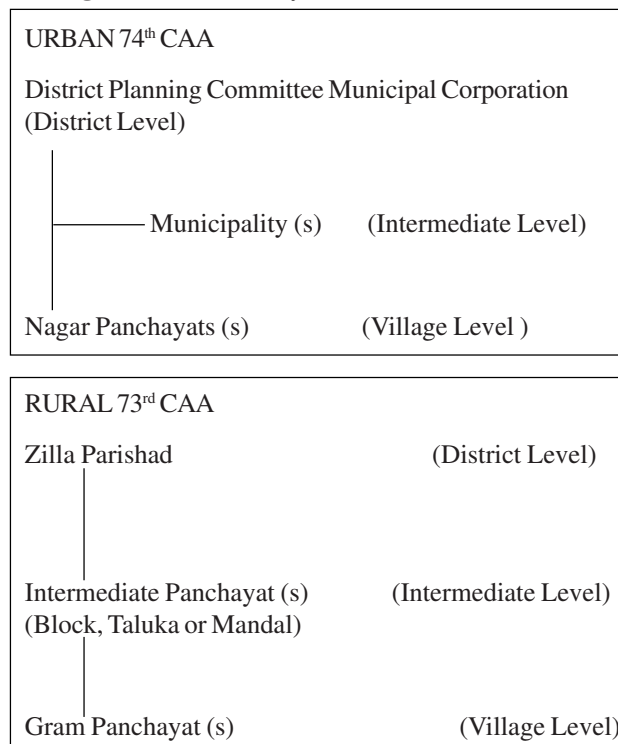 URBAN 74th CAA
District Planning Committee Municipal Corporation
(District Level)
Municipality (s) (Intermediate Level)
Nagar Panchayats (s) (Village Level )
RURAL 73rd CAA
Zilla Parishad (District Level)
Intermediate Panchayat (s) (Intermediate Level)
(Block, Taluka or Mandal)
Gram Panchayat (s) (Village Level)